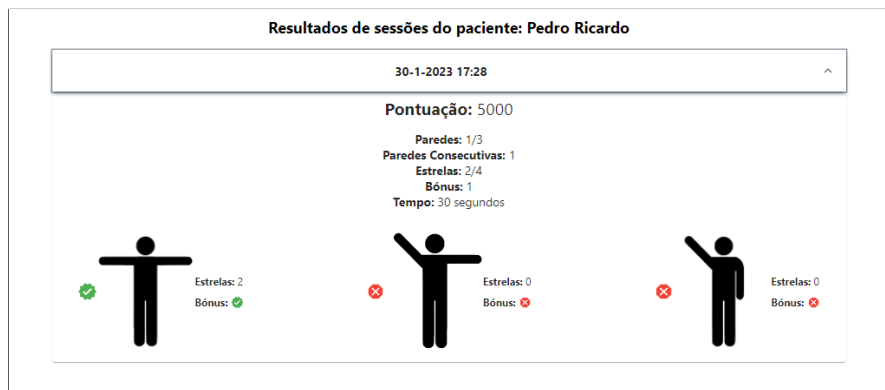 Resultados de sessões do paciente: Pedro Ricardo
30-1-2023 17:28
Pontuação: 5000
Paredes: 1/3
Paredes Consecutivas: 1
Estrelas: 2/4
Bónus: 1
Tempo: 30 segundos
Estrelas: 2
Bónus:
Estrelas: 0
Bónus:
Estrelas: 0
Bónus: